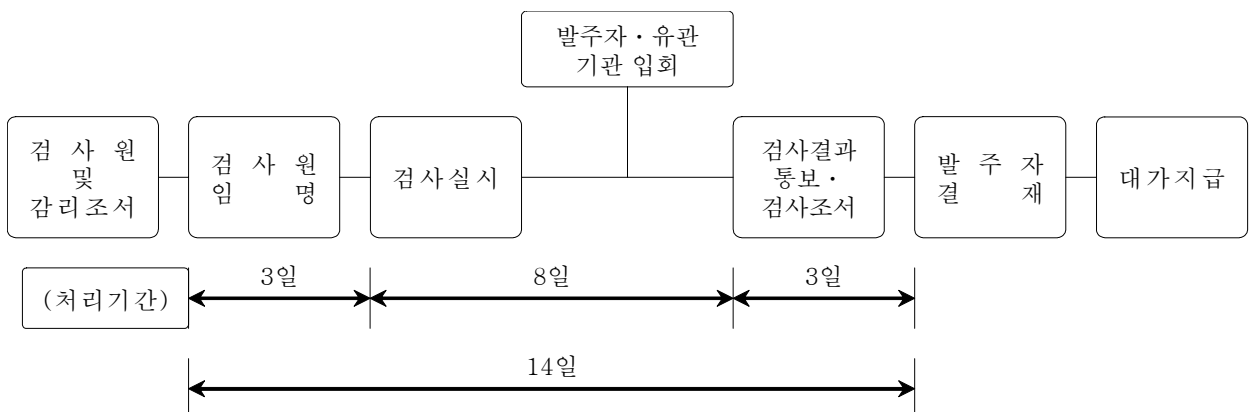 발주자・유관
기관 입회
검 사 원
및
감리조서
검 사 원
임 명
검사실시
검사결과
통보・
검사조서
발 주 자
결 재
대가지급
(처리기간)
3일
8일
3일
14일